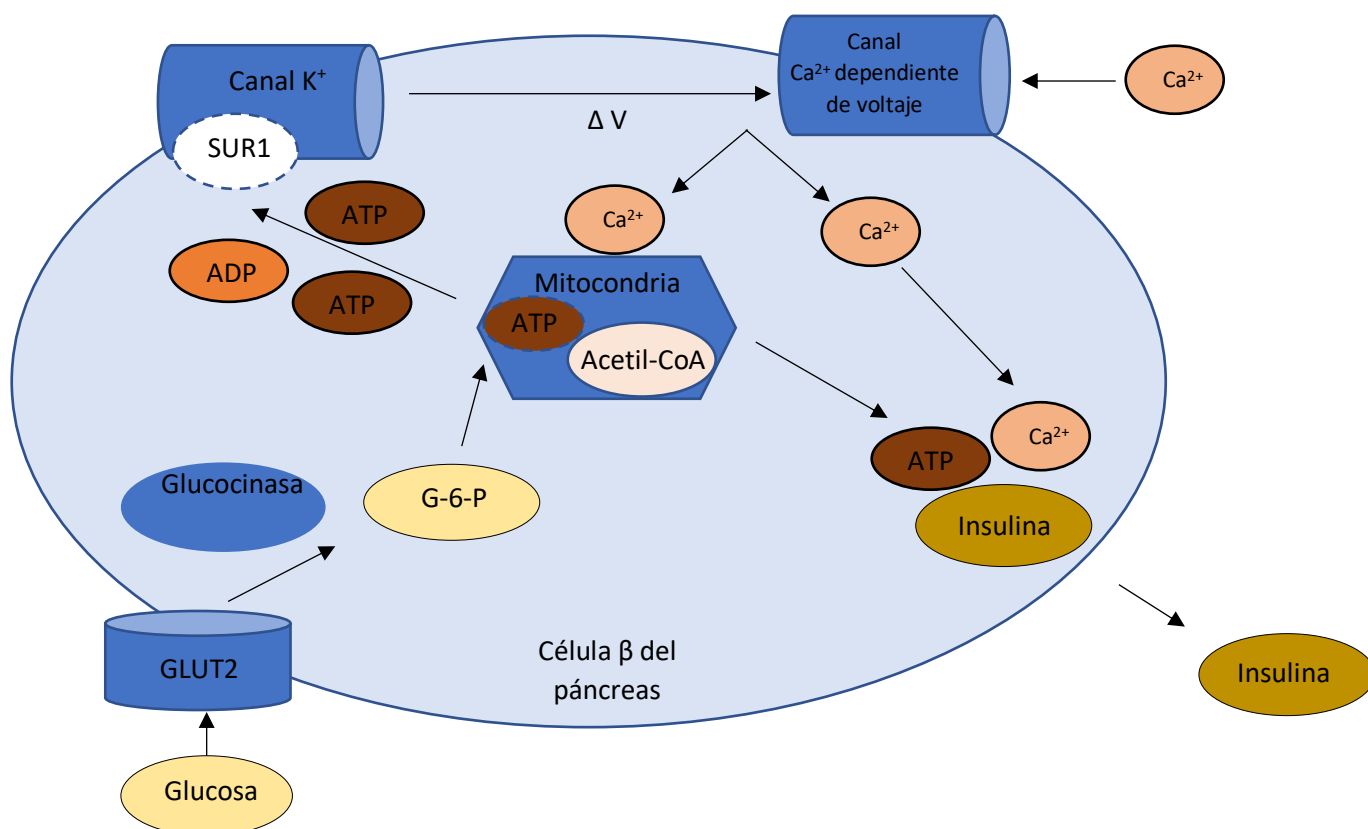 Canal K⁺
SUR1
Δ V
Canal
Ca²⁺ dependiente
de voltaje
Ca²⁺
ATP
ADP
ATP
Ca²⁺
Ca²⁺
Mitocondria
ATP
Acetil-CoA
Ca²⁺
ATP
Insulina
Glucocinasa
G-6-P
GLUT2
Glucosa
Célula β del
páncreas
Insulina